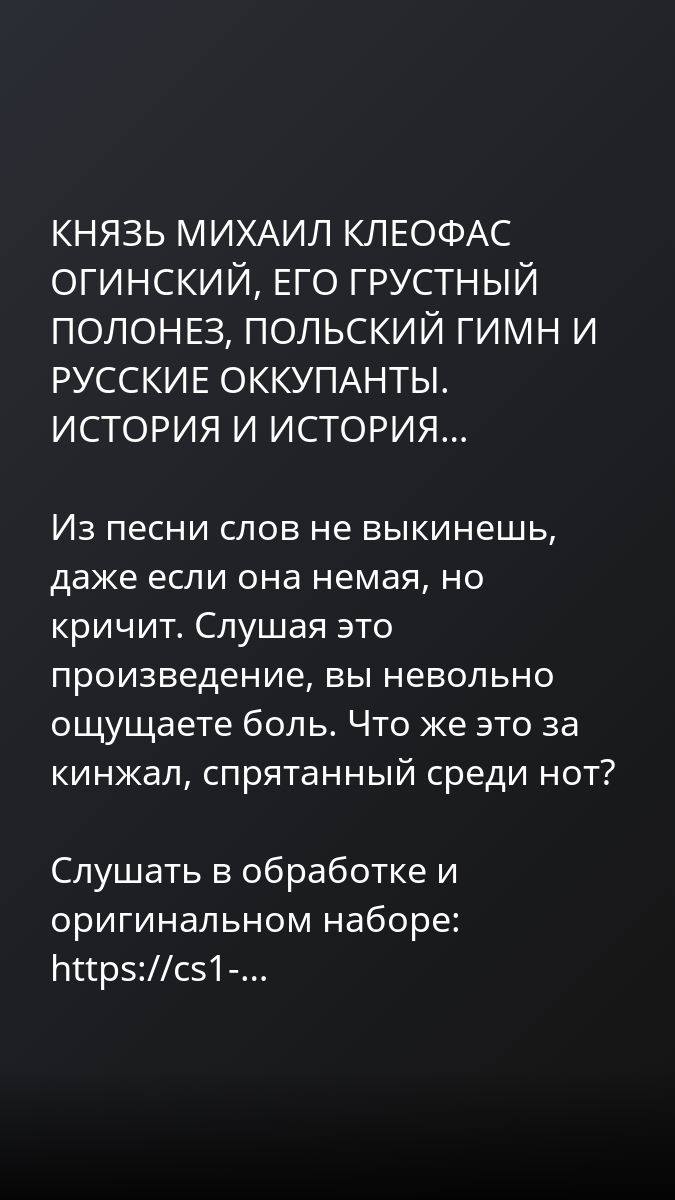 КНЯЗЬ МИХАИЛ КЛЕОФАС
ОГИНСКИЙ, ЕГО ГРУСТНЫЙ
ПОЛОНЕЗ, ПОЛЬСКИЙ ГИМН И
РУССКИЕ ОККУПАНТЫ.
ИСТОРИЯ И ИСТОРИЯ...
Из песни слов не выкинешь,
даже если она немая, но
кричит. Слушая это
произведение, вы невольно
ощущаете боль. Что же это за
кинжал, спрятанный среди нот?
Слушать в обработке и
оригинальном наборе:
https://cs1-...